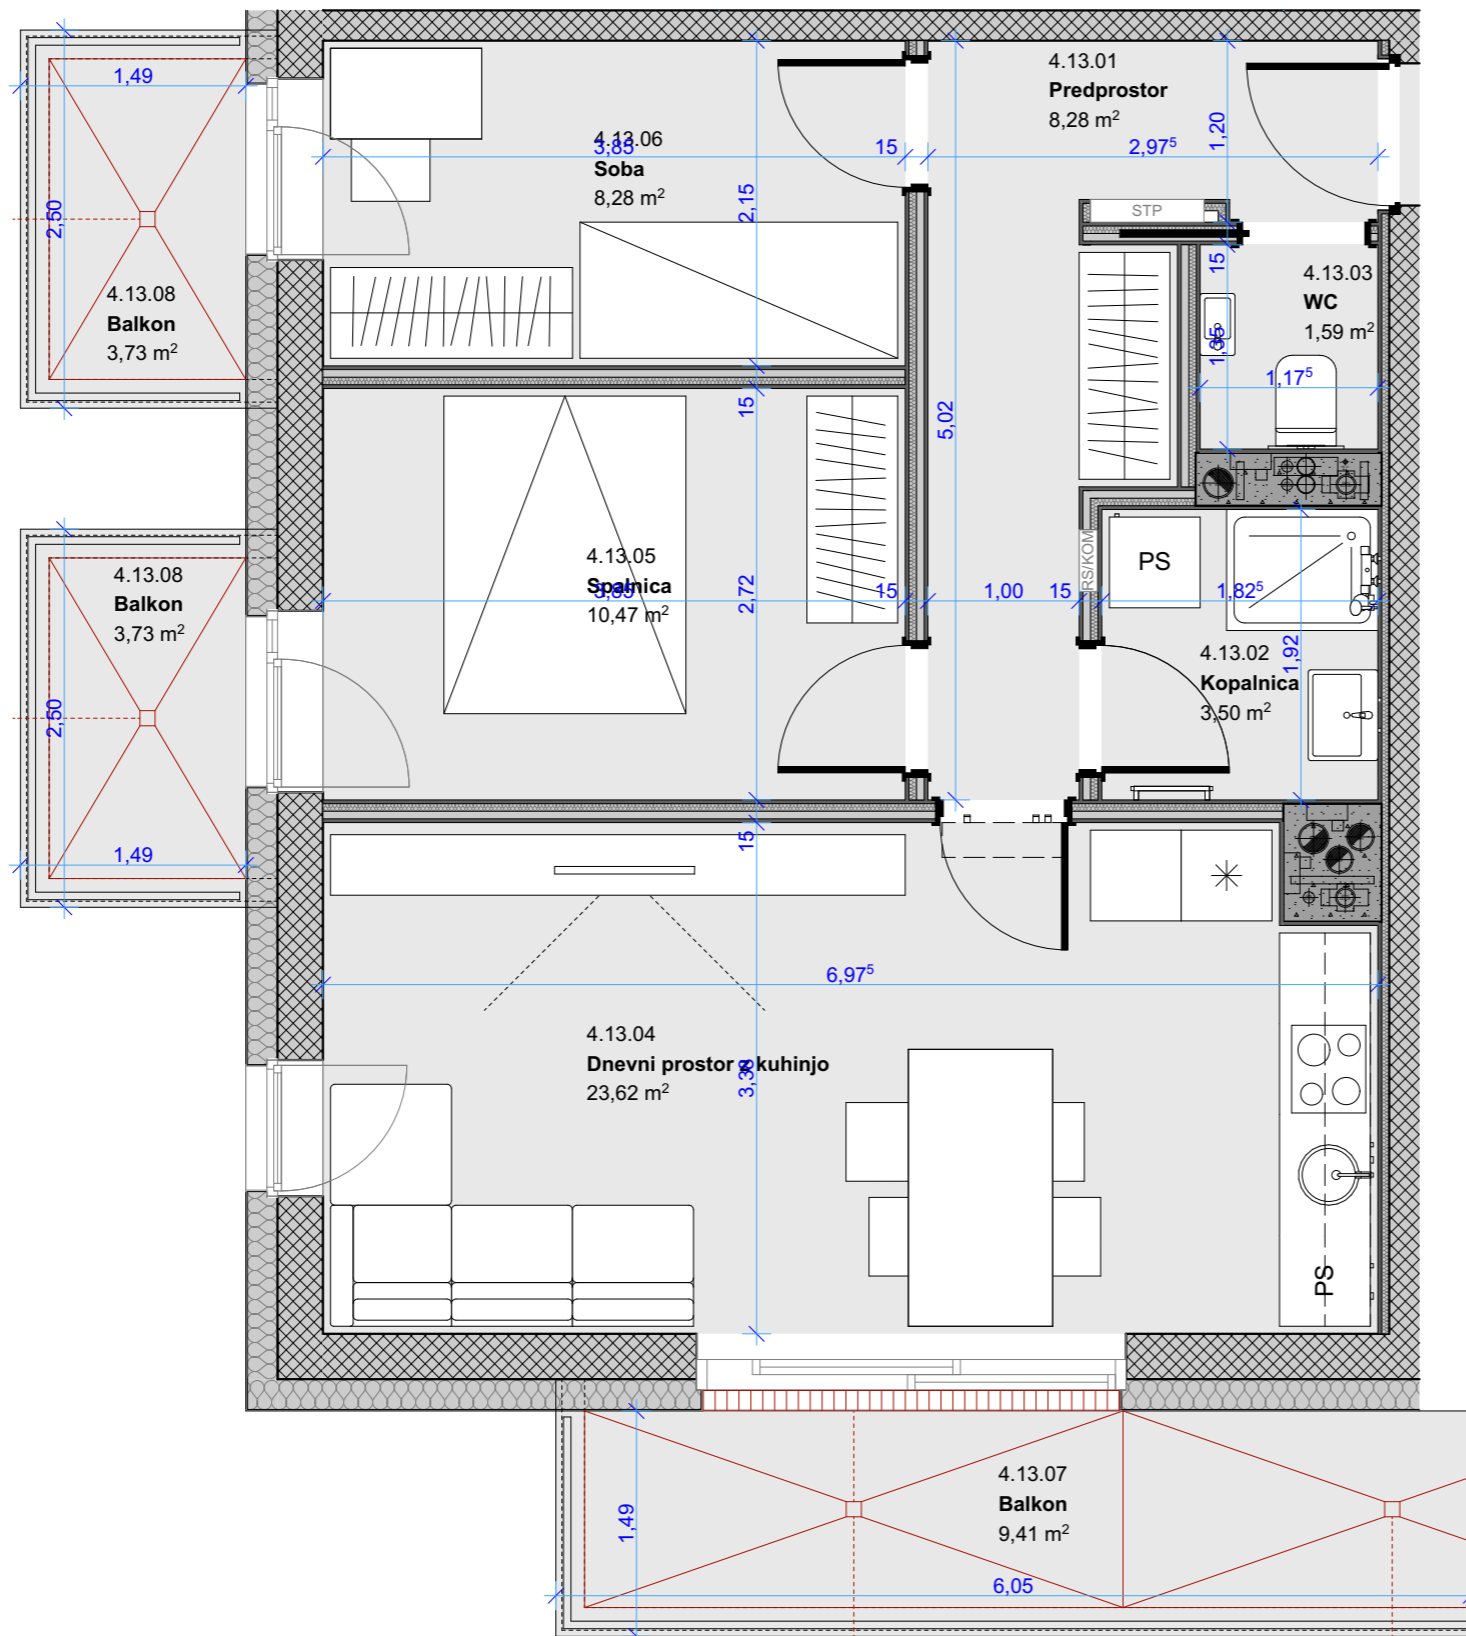 4.13.01
Predprostor
8,28 m²
1,49
1,20
4.13.06
3,85
Soba
8,28 m²
15
2,97⁵
2,15
2,50
STP
15
4.13.03
WC
1,59 m²
4.13.08
Balkon
3,73 m²
1,35
1,17⁵
15
5,02
4.13.08
Balkon
3,73 m²
4.13.05
Spalnica
3,85
10,47 m²
2,72
15
1,00
15
RS/KOM
PS
1,82⁵
1,92
4.13.02
Kopalnica
3,50 m²
2,50
1,49
15
6,97⁵
4.13.04
Dnevni prostor s kuhinjo
23,62 m²
PS
4.13.07
Balkon
9,41 m²
1,49
6,05